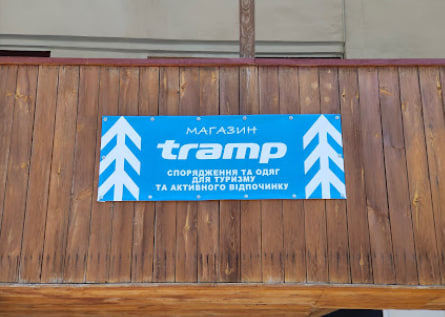 МАГАЗИН
tramp
СПОРЯДЖЕННЯ ТА ОДЯГ
ДЛЯ ТУРИЗМУ
ТА АКТИВНОГО ВІДПОЧИНКУ